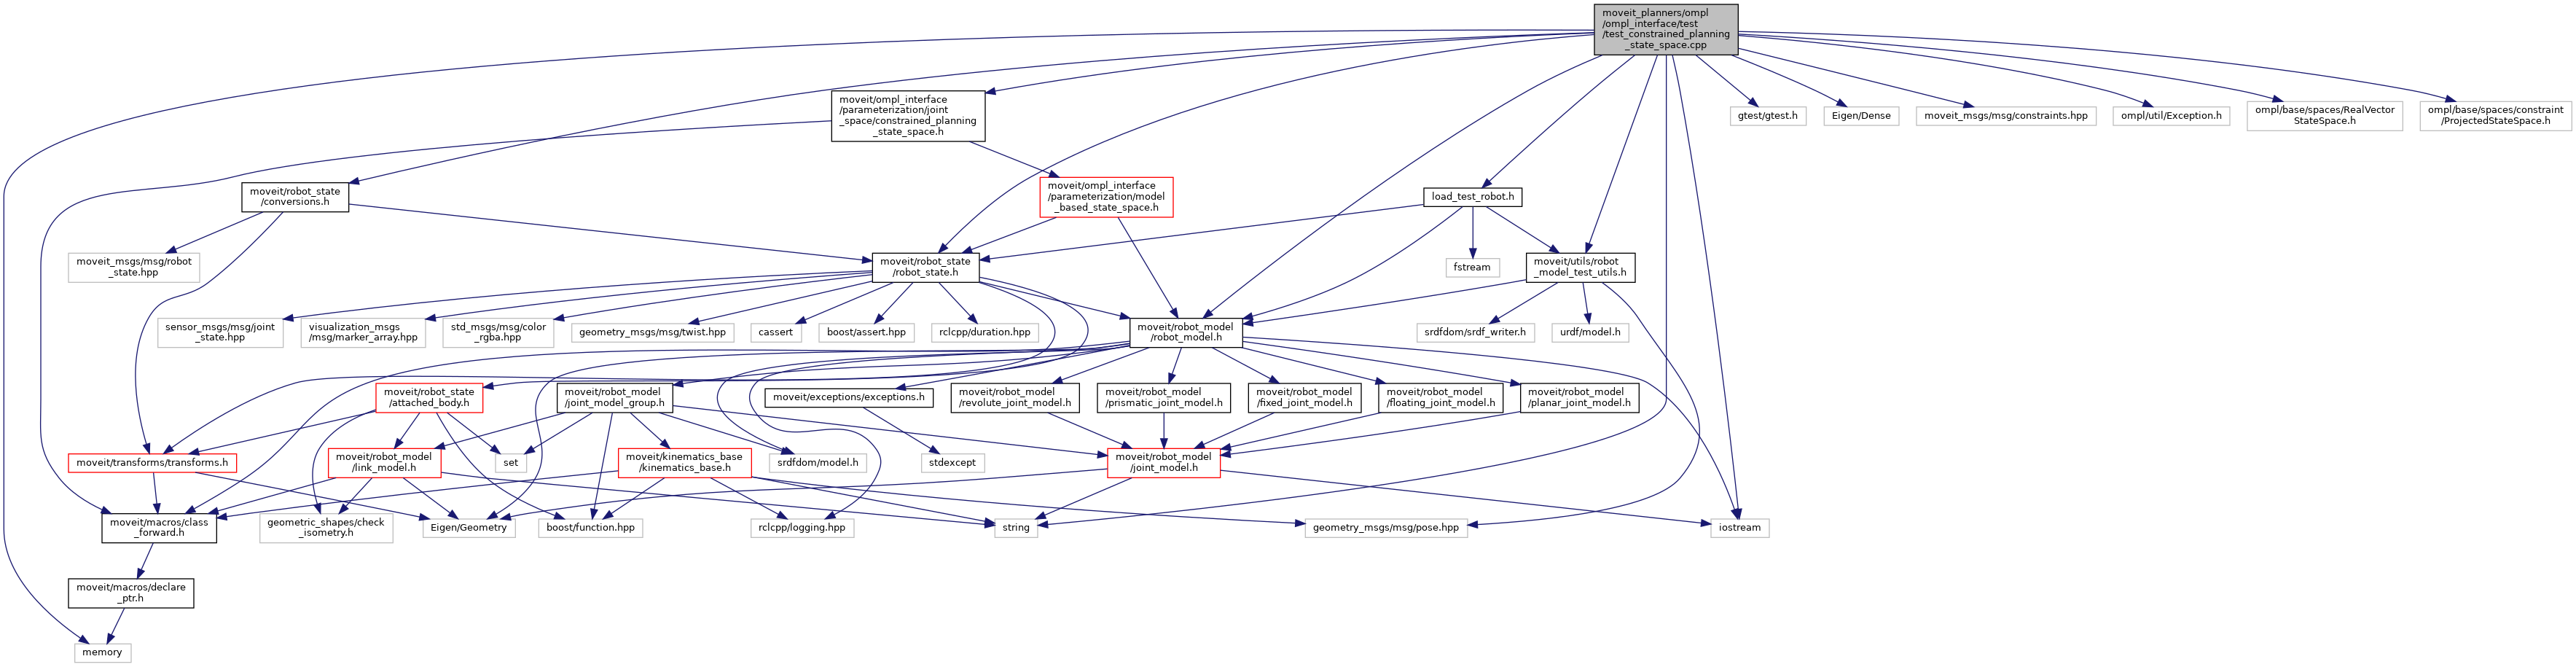 moveit_planners/ompl
/ompl_interface/test
/test_constrained_planning
_state_space.cpp
moveit/ompl_interface
/parameterization/joint
_space/constrained_planning
_state_space.h
gtest/gtest.h
Eigen/Dense
moveit_msgs/msg/constraints.hpp
ompl/util/Exception.h
ompl/base/spaces/RealVector
StateSpace.h
ompl/base/spaces/constraint
/ProjectedStateSpace.h
moveit/robot_state
/conversions.h
moveit/ompl_interface
/parameterization/model
_based_state_space.h
load_test_robot.h
moveit_msgs/msg/robot
_state.hpp
moveit/robot_state
/robot_state.h
fstream
moveit/utils/robot
_model_test_utils.h
sensor_msgs/msg/joint
_state.hpp
visualization_msgs
/msg/marker_array.hpp
std_msgs/msg/color
_rgba.hpp
geometry_msgs/msg/twist.hpp
cassert
boost/assert.hpp
rclcpp/duration.hpp
moveit/robot_model
/robot_model.h
srdfdom/srdf_writer.h
urdf/model.h
moveit/robot_state
/attached_body.h
moveit/robot_model
/joint_model_group.h
moveit/exceptions/exceptions.h
moveit/robot_model
/revolute_joint_model.h
moveit/robot_model
/prismatic_joint_model.h
moveit/robot_model
/fixed_joint_model.h
moveit/robot_model
/floating_joint_model.h
moveit/robot_model
/planar_joint_model.h
moveit/transforms/transforms.h
moveit/robot_model
/link_model.h
set
moveit/kinematics_base
/kinematics_base.h
srdfdom/model.h
stdexcept
moveit/robot_model
/joint_model.h
moveit/macros/class
_forward.h
geometric_shapes/check
_isometry.h
Eigen/Geometry
boost/function.hpp
rclcpp/logging.hpp
string
geometry_msgs/msg/pose.hpp
iostream
moveit/macros/declare
_ptr.h
memory